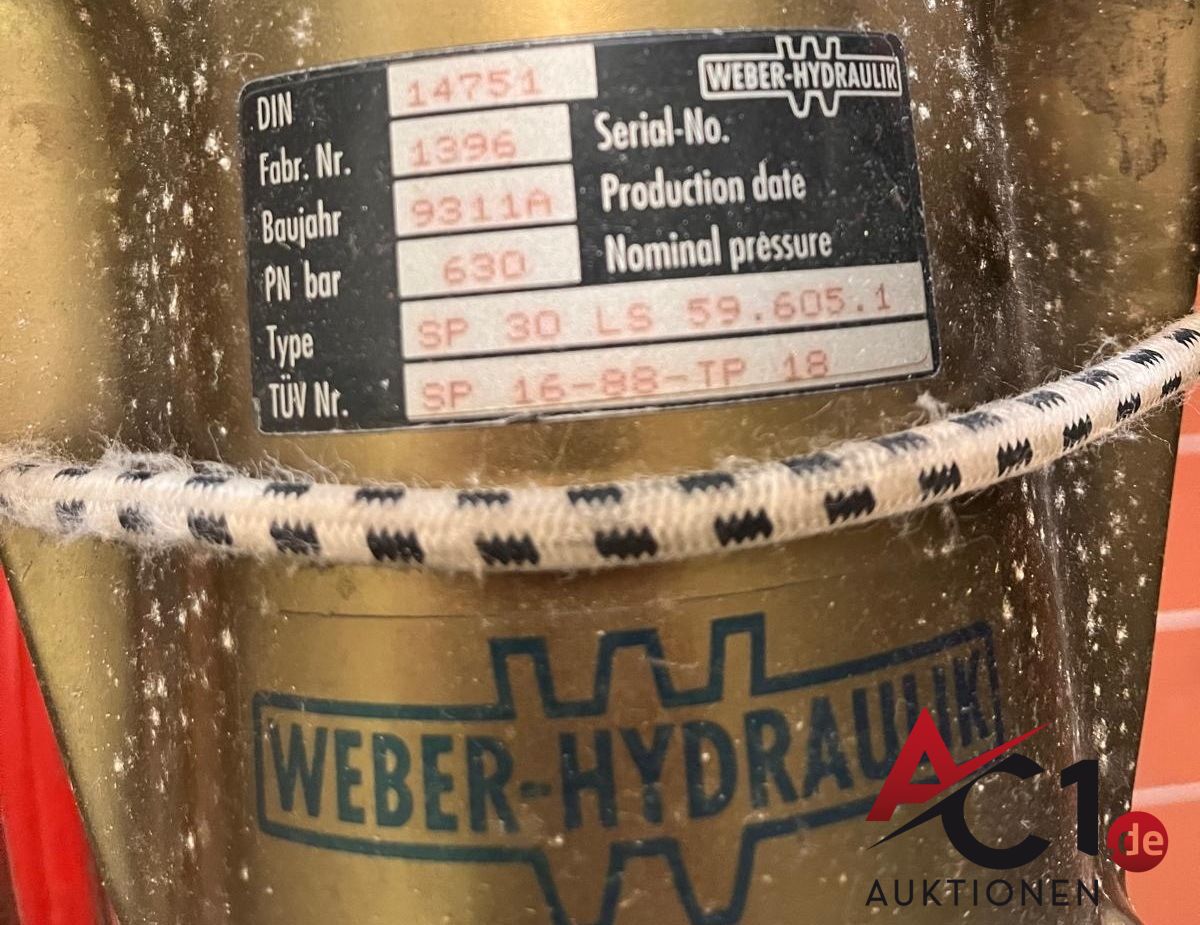 DIN 14751 WEBER-HYDRAULIK
Fabr. Nr. 1396 Serial-No.
Baujahr 9311A Production date
PN bar 630 Nominal pressure
Type SP 30 LS 59.605.1
TÜV Nr. SP 16-88-TP 18
WEBER-HYDRAULIK
AC1.de
AUKTIONEN